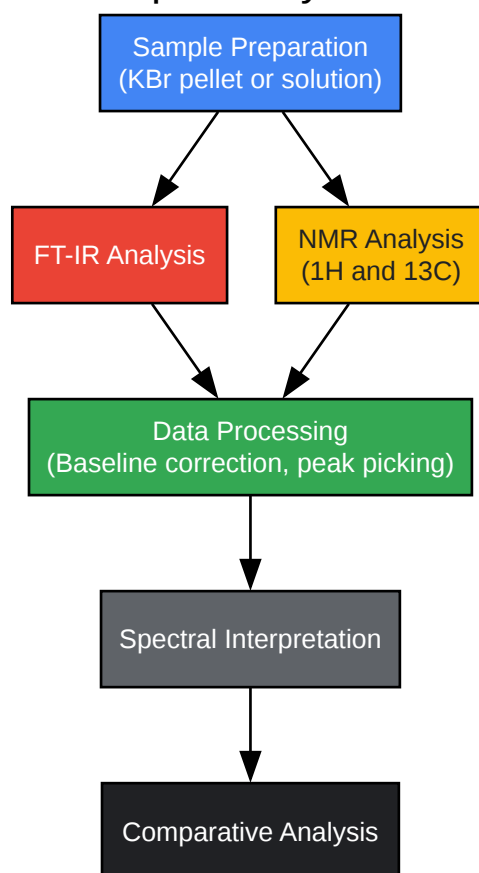 Sample Preparation
(KBr pellet or solution)
FT-IR Analysis
NMR Analysis
(1H and 13C)
Data Processing
(Baseline correction, peak picking)
Spectral Interpretation
Comparative Analysis